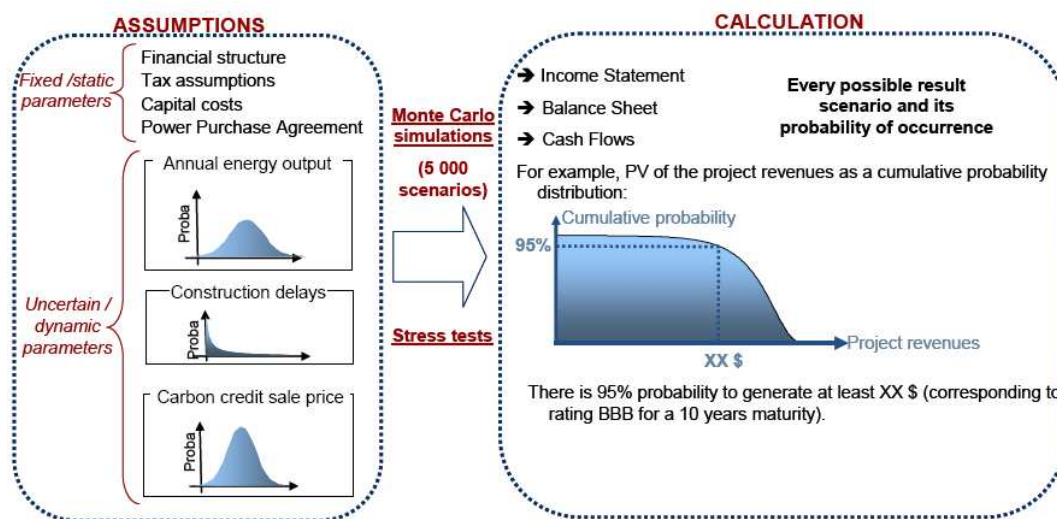 ASSUMPTIONS
Fixed /static
parameters
Financial structure
Tax assumptions
Capital costs
Power Purchase Agreement
Uncertain /
dynamic
parameters
Annual energy output
Proba
Construction delays
Proba
Carbon credit sale price
Proba
Monte Carlo
simulations
(5 000
scenarios)
Stress tests
CALCULATION
➔ Income Statement
➔ Balance Sheet
➔ Cash Flows
Every possible result
scenario and its
probability of occurrence
For example, PV of the project revenues as a cumulative probability
distribution:
Cumulative probability
95%
Project revenues
XX $
There is 95% probability to generate at least XX $ (corresponding to
rating BBB for a 10 years maturity).